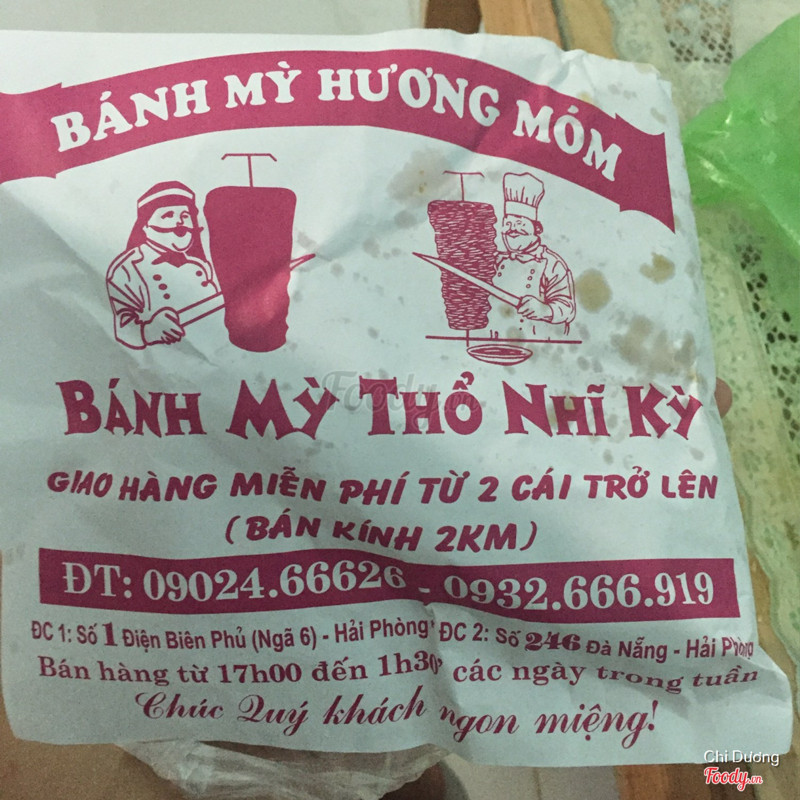 BÁNH MỲ HƯƠNG MÓM
BÁNH MỲ THỔ NHĨ KỲ
GIAO HÀNG MIỄN PHÍ TỪ 2 CÁI TRỞ LÊN
(BÁN KÍNH 2KM)
ĐT: 09024.66626 - 0932.666.919
ĐC 1: Số 1 Điện Biên Phủ (Ngã 6) - Hải Phòng ĐC 2: Số 246 Đà Nẵng - Hải Phòng
Bán hàng từ 17h00 đến 1h30, các ngày trong tuần
Chúc Quý khách ngon miệng!
Foody.vn
Chi Dương
Foody.vn